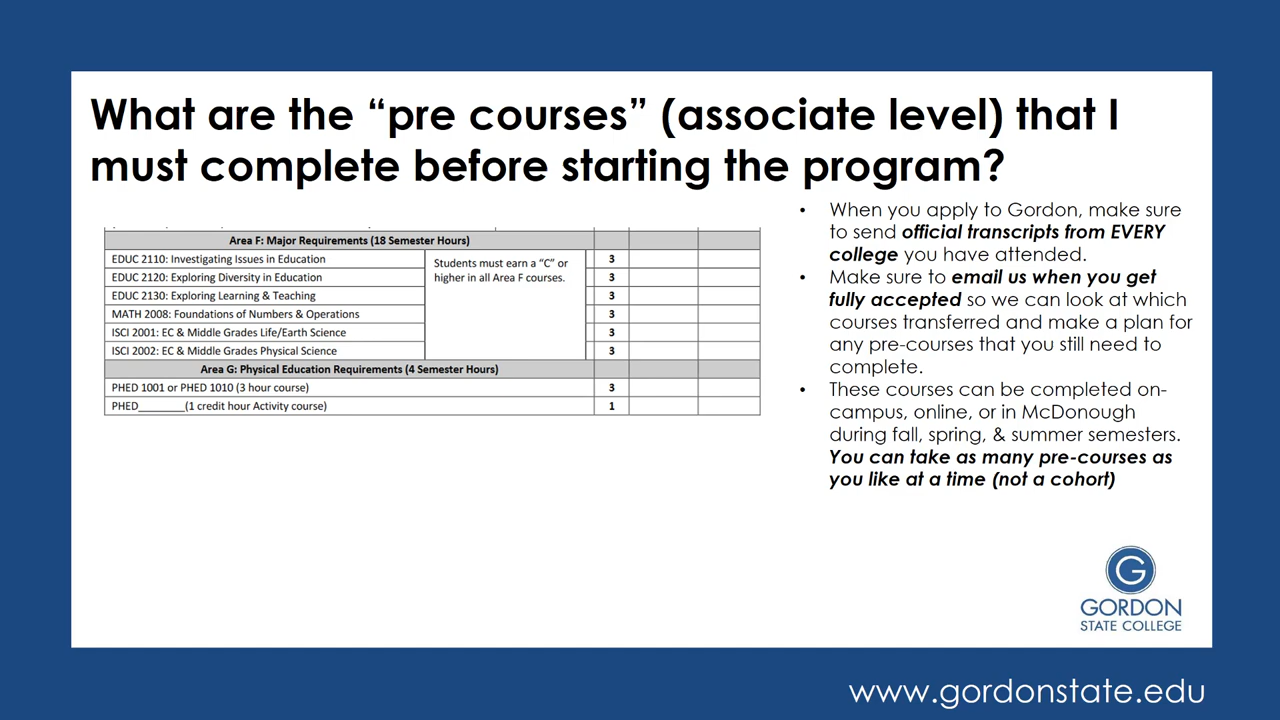 What are the “pre courses” (associate level) that I
must complete before starting the program?
Area F: Major Requirements (18 Semester Hours)
EDUC 2110: Investigating Issues in Education
Students must earn a “C” or
higher in all Area F courses.
3
EDUC 2120: Exploring Diversity in Education
3
EDUC 2130: Exploring Learning & Teaching
3
MATH 2008: Foundations of Numbers & Operations
3
ISCI 2001: EC & Middle Grades Life/Earth Science
3
ISCI 2002: EC & Middle Grades Physical Science
3
Area G: Physical Education Requirements (4 Semester Hours)
PHED 1001 or PHED 1010 (3 hour course)
3
PHED________(1 credit hour Activity course)
1
• When you apply to Gordon, make sure
to send official transcripts from EVERY
college you have attended.
• Make sure to email us when you get
fully accepted so we can look at which
courses transferred and make a plan for
any pre-courses that you still need to
complete.
• These courses can be completed on-
campus, online, or in McDonough
during fall, spring, & summer semesters.
You can take as many pre-courses as
you like at a time (not a cohort)
G
GORDON
STATE COLLEGE
www.gordonstate.edu